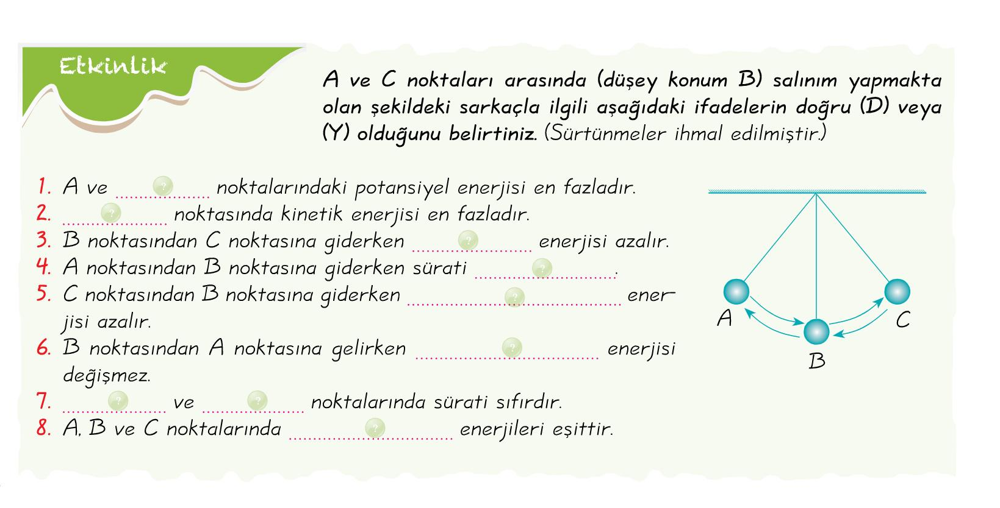 Etkinlik
A ve C noktaları arasında (düşey konum B) salınım yapmakta
olan şekildeki sarkaçla ilgili aşağıdaki ifadelerin doğru (D) veya
(Y) olduğunu belirtiniz. (Sürtünmeler ihmal edilmiştir.)
1. A ve ........ ? ........ noktalarındaki potansiyel enerjisi en fazladır.
2. ........ ? ........ noktasında kinetik enerjisi en fazladır.
3. B noktasından C noktasına giderken ........ ? ........ enerjisi azalır.
4. A noktasından B noktasına giderken sürati ........ ? ........ .
5. C noktasından B noktasına giderken ........ ? ........ ener-
jisi azalır.
6. B noktasından A noktasına gelirken ........ ? ........ enerjisi
değişmez.
7. ........ ? ........ ve ........ ? ........ noktalarında sürati sıfırdır.
8. A, B ve C noktalarında ........ ? ........ enerjileri eşittir.
A
C
B